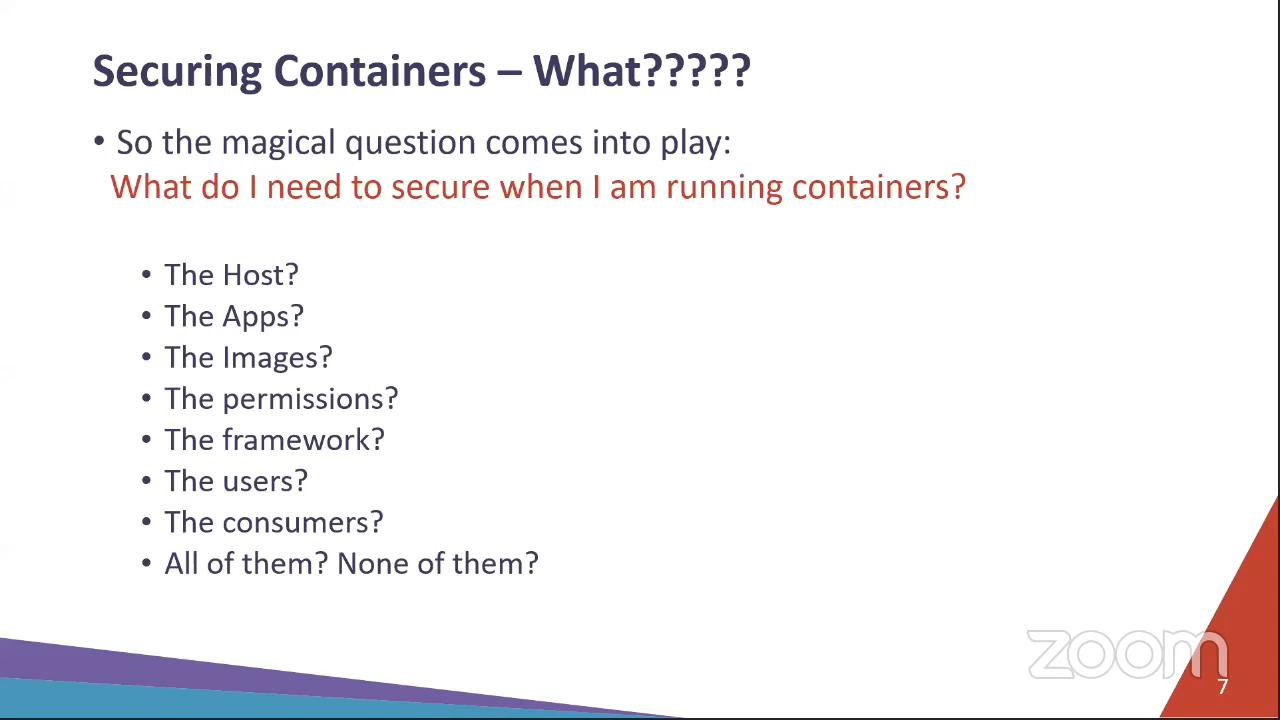 Securing Containers – What?????
• So the magical question comes into play:
What do I need to secure when I am running containers?
• The Host?
• The Apps?
• The Images?
• The permissions?
• The framework?
• The users?
• The consumers?
• All of them? None of them?
zoom
7